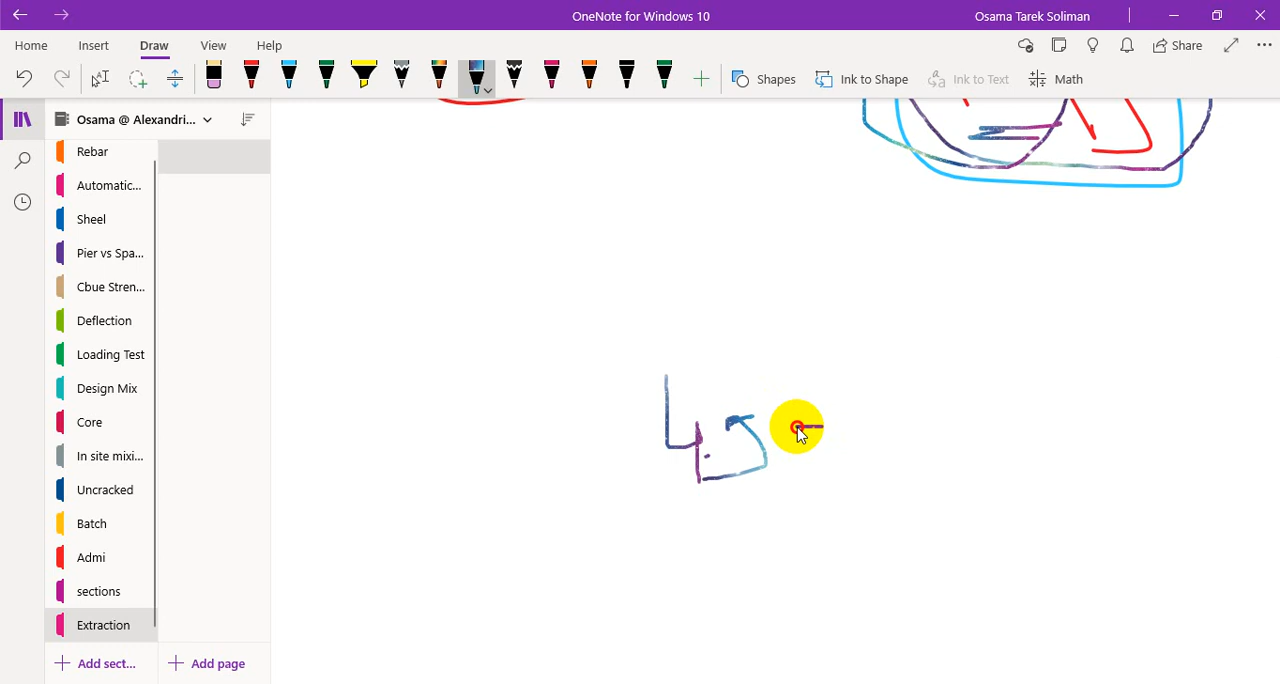 OneNote for Windows 10
Osama Tarek Soliman
Home Insert Draw View Help
Share
Shapes
Ink to Shape
Ink to Text
Math
Osama @ Alexandri...
Rebar
Automatic...
Sheel
Pier vs Spa...
Cbue Stren...
Deflection
Loading Test
Design Mix
Core
In site mixi...
Uncracked
Batch
Admi
sections
Extraction
Add sect...
Add page
4.5